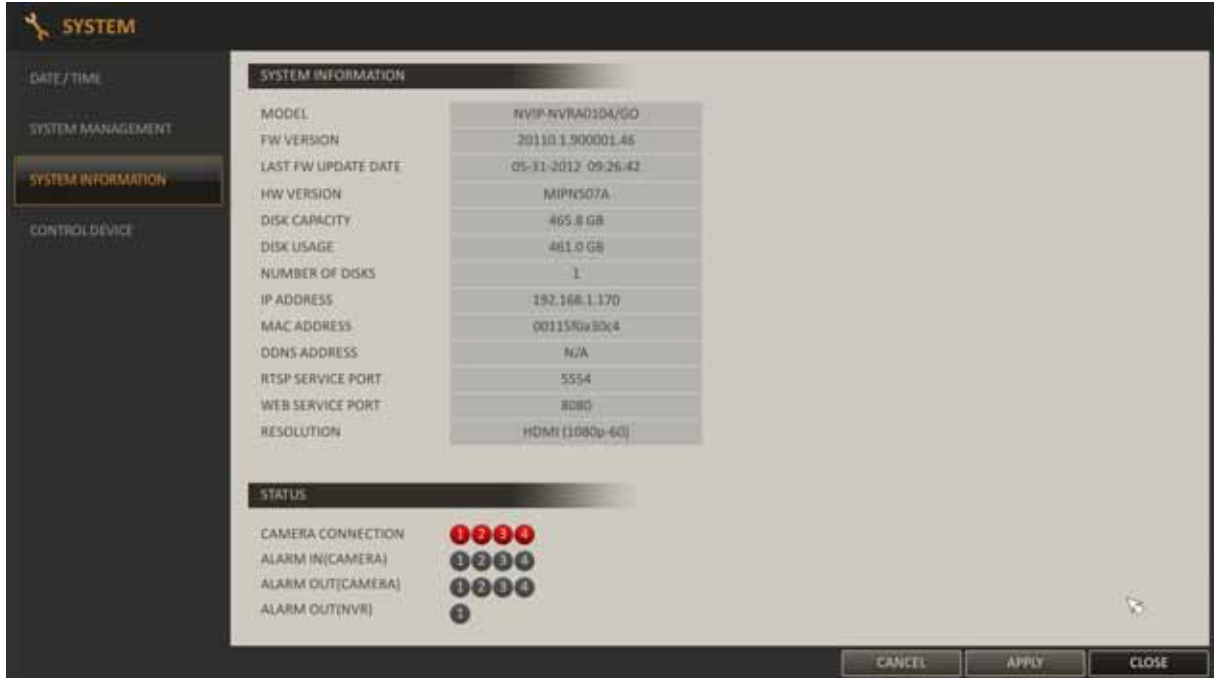 SYSTEM
DATE / TIME
SYSTEM MANAGEMENT
SYSTEM INFORMATION
CONTROL DEVICE
SYSTEM INFORMATION
MODEL NVIP-NVRA0104/GO
FW VERSION 20110.1.900001.46
LAST FW UPDATE DATE 05-31-2012 09:26:42
HW VERSION MIPN507A
DISK CAPACITY 465.8 GB
DISK USAGE 461.0 GB
NUMBER OF DISKS 1
IP ADDRESS 192.168.1.170
MAC ADDRESS 00115f0a30c4
DDNS ADDRESS N/A
RTSP SERVICE PORT 5554
WEB SERVICE PORT 8080
RESOLUTION HDMI (1080p-60)
STATUS
CAMERA CONNECTION 1 2 3 4
ALARM IN(CAMERA) 1 2 3 4
ALARM OUT(CAMERA) 1 2 3 4
ALARM OUT(NVR) 1
CANCEL APPLY CLOSE